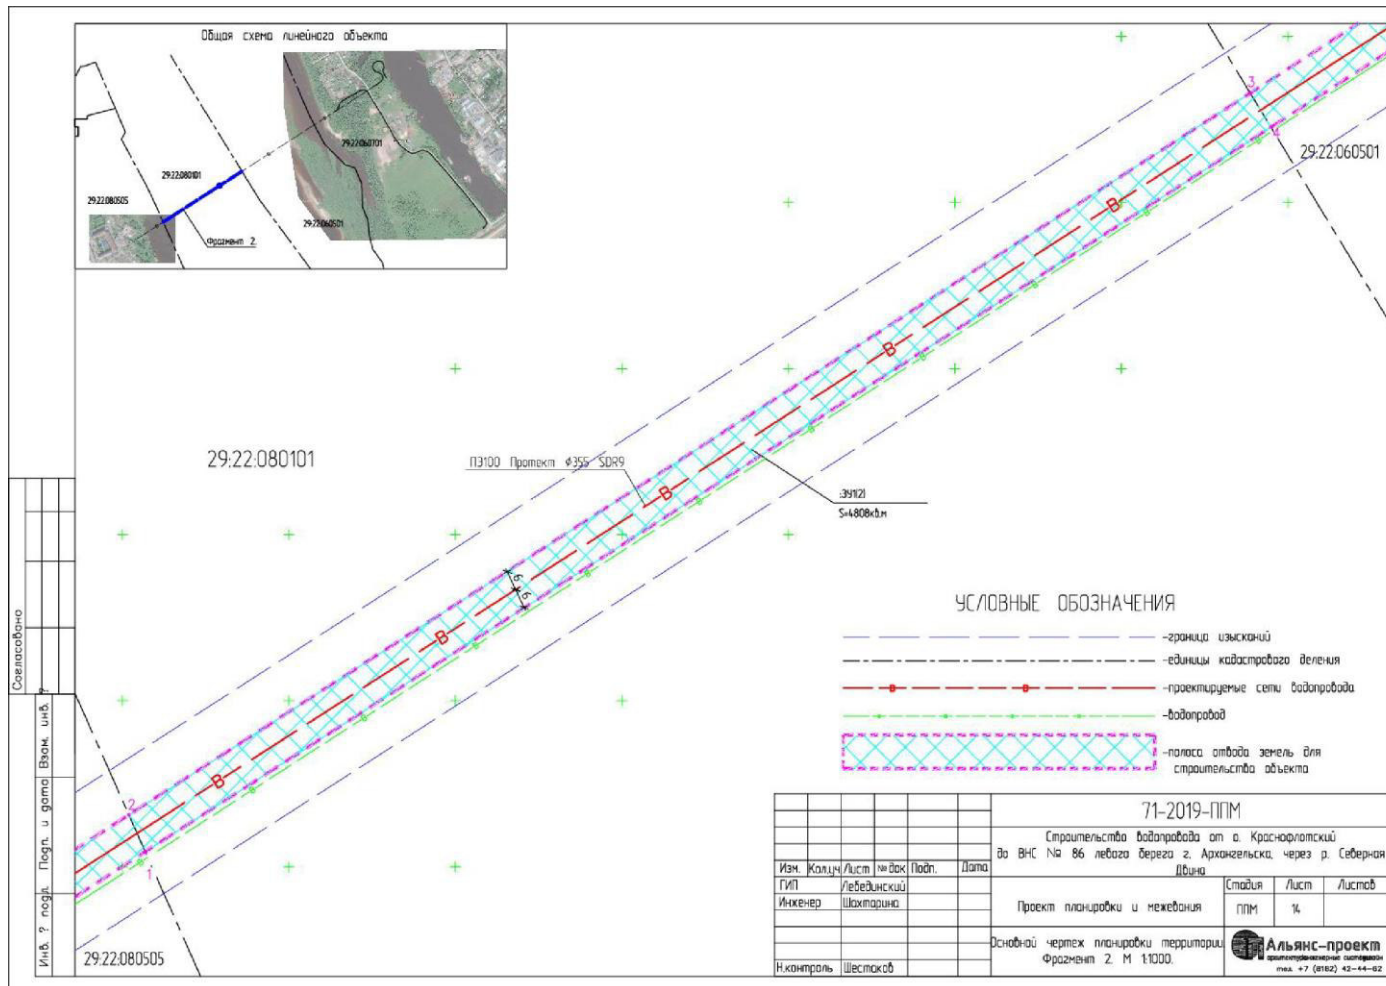 Общая схема линейного объекта
29:22:060701
29:22:080101
29:22:080505
29:22:060501
Фрагмент 2.
3
4
29:22:060501
В
В
29:22:080101
ПЭ100 Протект Ф355 SDR9
В
:ЗУ1(2)
S=4808кв.м
6
6
В
УСЛОВНЫЕ ОБОЗНАЧЕНИЯ
-граница изысканий
-единицы кадастрового деления
-проектируемые сети водопровода
-водопровод
-полоса отвода земель для
строительства объекта
2
В
1
29:22:080505
Согласовано
Взам. инв. ?
Подп. и дата
Инв. ? подл.
71-2019-ППМ
Строительство водопровода от о. Краснофлотский
до ВНС № 86 левого берега г. Архангельска, через р. Северная
Двина
Изм. Кол.уч Лист № док Подп. Дата
ГИП Лебединский
Инженер Шахтарина
Н.контроль Шестаков
Проект планировки и межевания
Стадия Лист Листов
ППМ 14
Основной чертеж планировки территории
Фрагмент 2. М 1:1000.
Альянс-проект
тел. +7 (8182) 42-44-62